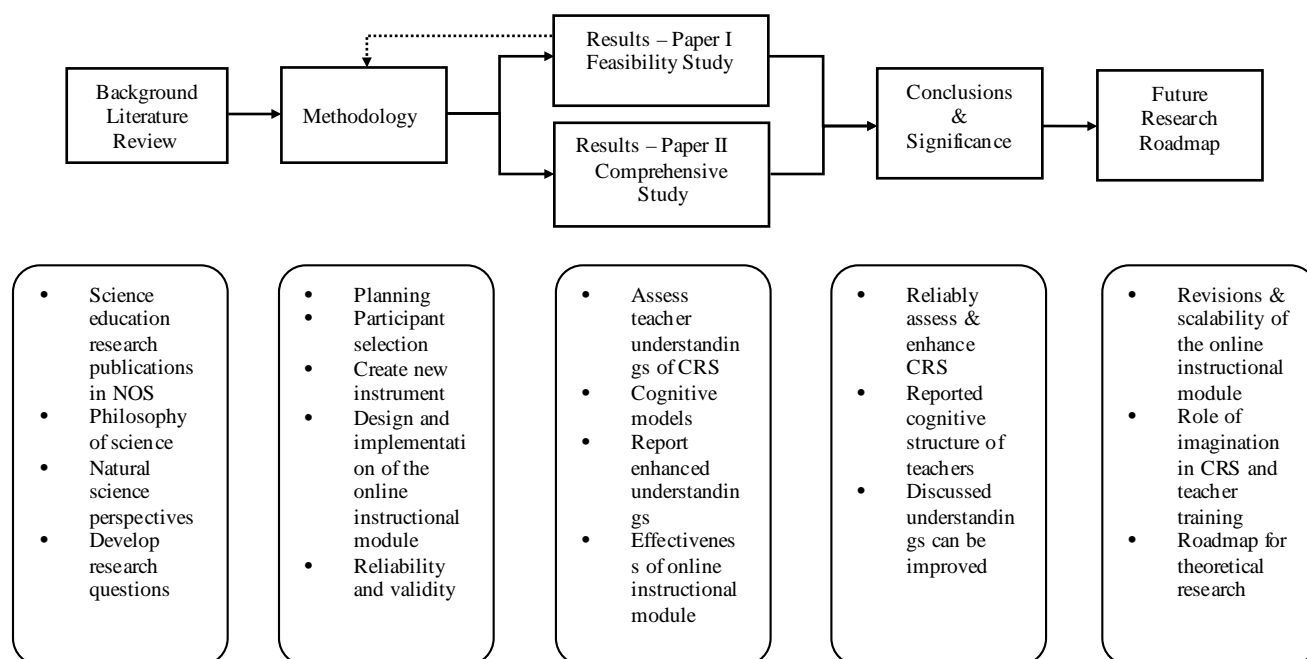 Background
Literature
Review
Methodology
Results – Paper I
Feasibility Study
Results – Paper II
Comprehensive
Study
Conclusions
&
Significance
Future
Research
Roadmap
• Science
education
research
publications
in NOS
• Philosophy
of science
• Natural
science
perspectives
• Develop
research
questions
• Planning
• Participant
selection
• Create new
instrument
• Design and
implementati
on of the
online
instructional
module
• Reliability
and validity
• Assess
teacher
understandin
gs of CRS
• Cognitive
models
• Report
enhanced
understandin
gs
• Effectivenes
s of online
instructional
module
• Reliably
assess &
enhance
CRS
• Reported
cognitive
structure of
teachers
• Discussed
understandin
gs can be
improved
• Revisions &
scalability of
the online
instructional
module
• Role of
imagination
in CRS and
teacher
training
• Roadmap for
theoretical
research